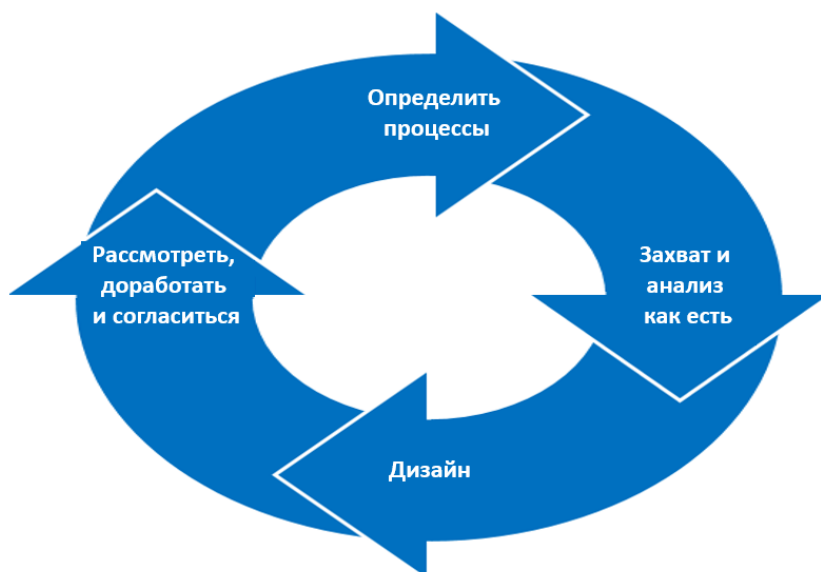 Определить
процессы
Захват и
анализ
как есть
Дизайн
Рассмотреть,
доработать
и согласиться